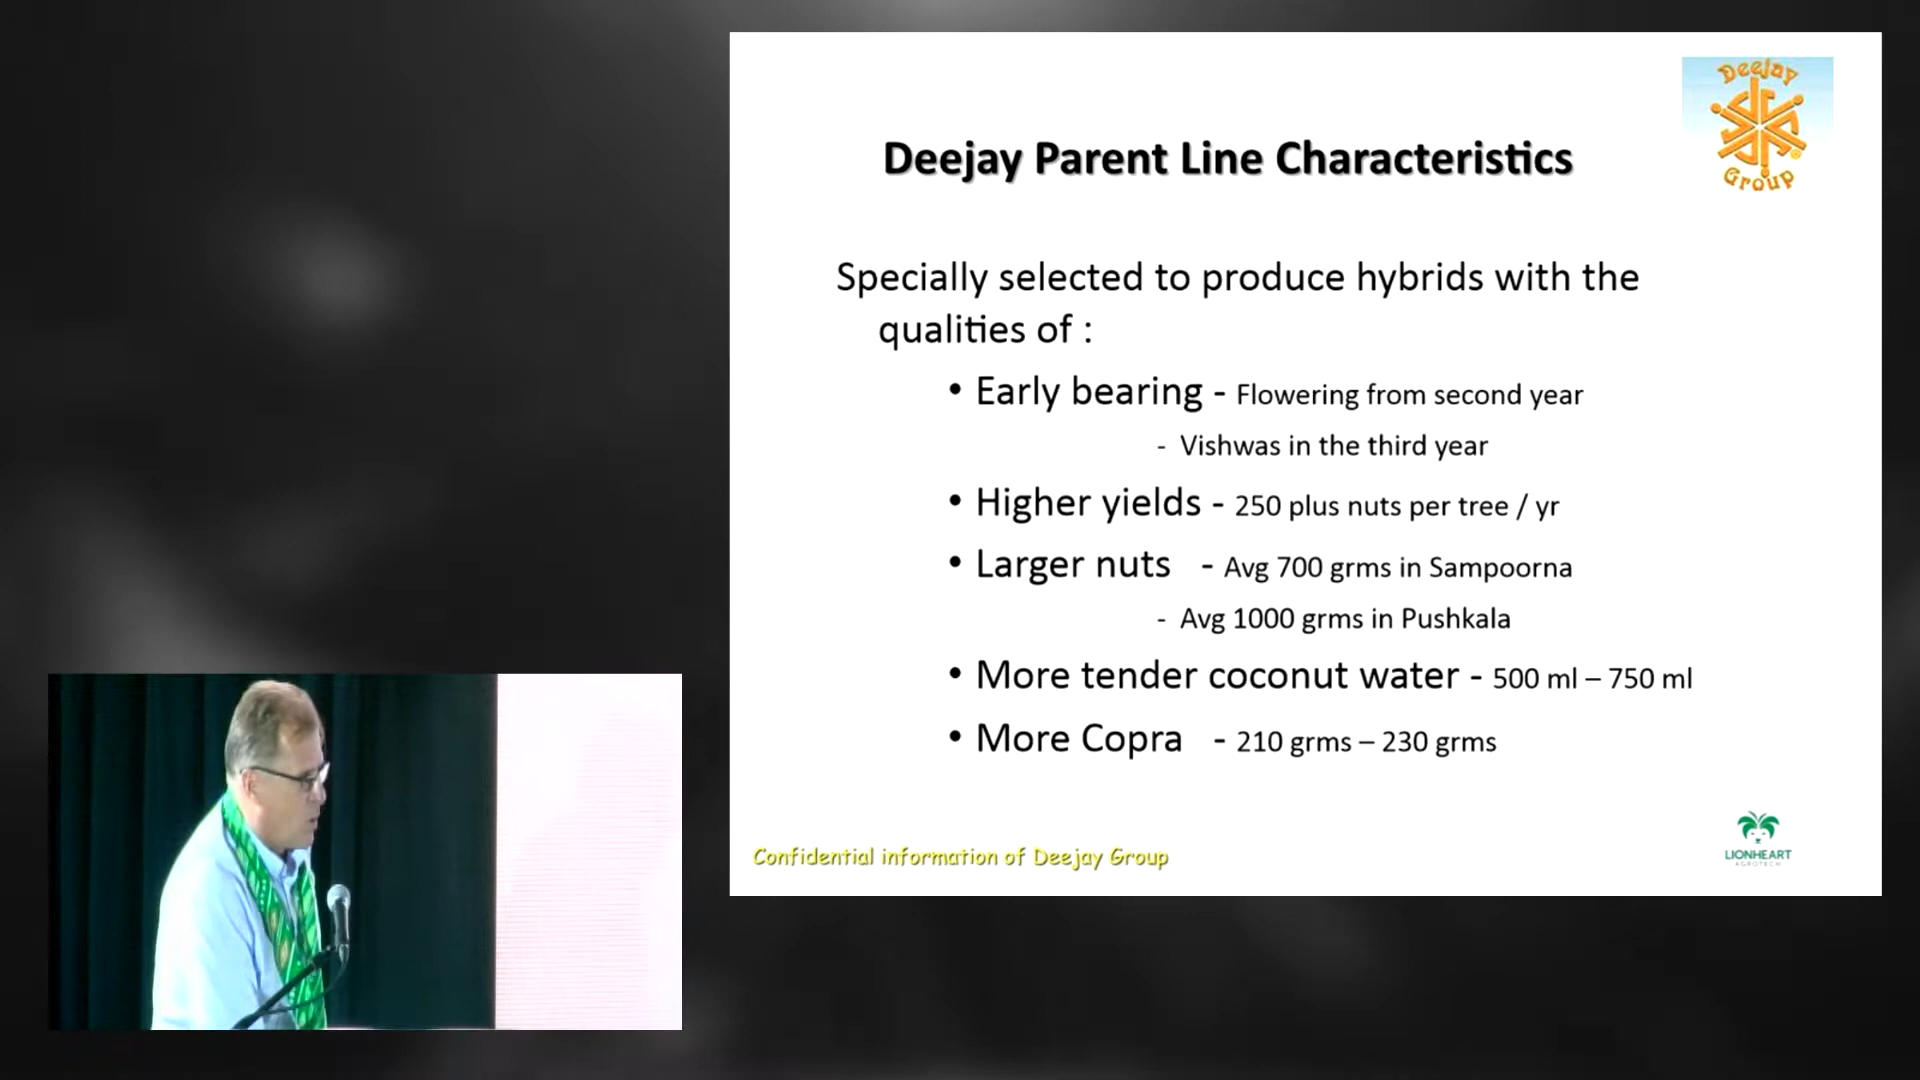 Deejay
Group
Deejay Parent Line Characteristics
Specially selected to produce hybrids with the
qualities of :
• Early bearing - Flowering from second year
- Vishwas in the third year
• Higher yields - 250 plus nuts per tree / yr
• Larger nuts - Avg 700 grms in Sampoorna
- Avg 1000 grms in Pushkala
• More tender coconut water - 500 ml – 750 ml
• More Copra - 210 grms – 230 grms
Confidential information of Deejay Group
LIONHEART
AGROTECH